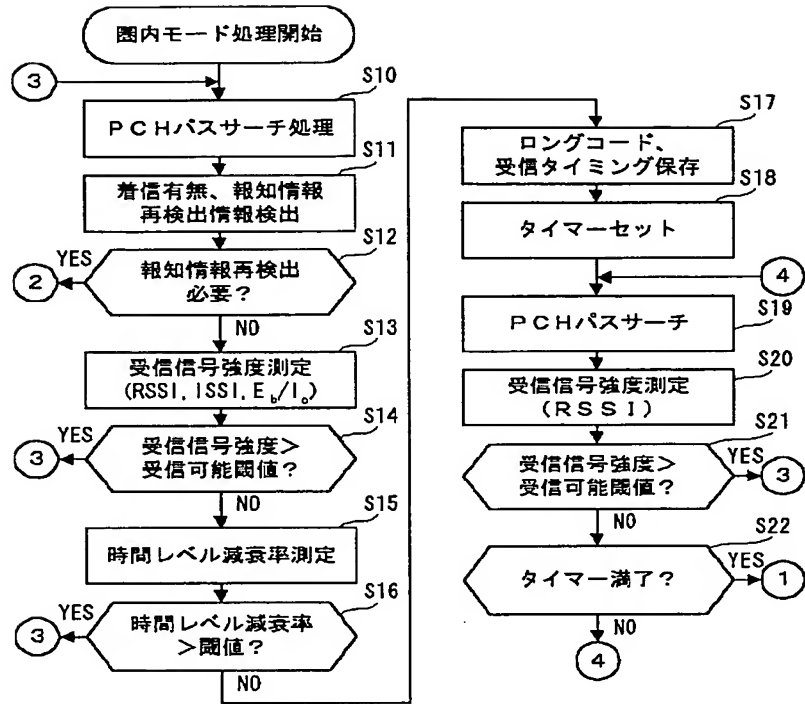 圏内モード処理開始
3
S10
PCHパスサーチ処理
S11
着信有無、報知情報
再検出情報検出
S12
YES
2
報知情報再検出
必要？
NO
S13
受信信号強度測定
(RSSI, ISSI, Eb/Io)
S14
YES
3
受信信号強度＞
受信可能閾値？
NO
S15
時間レベル減衰率測定
S16
YES
3
時間レベル減衰率
＞閾値？
NO
S17
ロングコード、
受信タイミング保存
S18
タイマーセット
4
S19
PCHパスサーチ
S20
受信信号強度測定
(RSSI)
S21
受信信号強度＞
受信可能閾値？
YES
3
NO
S22
タイマー満了？
YES
1
NO
4